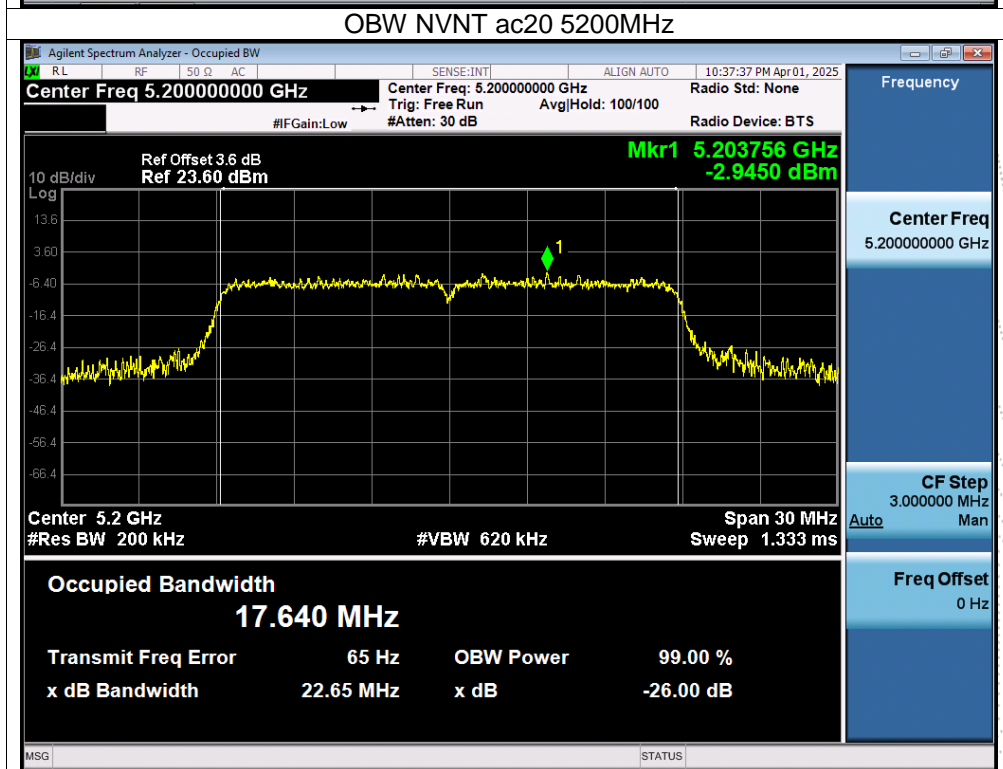 OBW NVNT ac20 5200MHz
Agilent Spectrum Analyzer - Occupied BW
LXI RL RF 50 Ω AC SENSE:INT ALIGN AUTO 10:37:37 PM Apr 01, 2025
Center Freq 5.200000000 GHz
Center Freq: 5.200000000 GHz
Radio Std: None
Trig: Free Run Avg|Hold: 100/100
#IFGain:Low #Atten: 30 dB Radio Device: BTS
Mkr1 5.203756 GHz
-2.9450 dBm
Ref Offset 3.6 dB
10 dB/div Ref 23.60 dBm
Log
13.6
3.60
-6.40
-16.4
-26.4
-36.4
-46.4
-56.4
-66.4
1
Center 5.2 GHz Span 30 MHz
#Res BW 200 kHz #VBW 620 kHz Sweep 1.333 ms
Occupied Bandwidth
17.640 MHz
Transmit Freq Error 65 Hz OBW Power 99.00 %
x dB Bandwidth 22.65 MHz x dB -26.00 dB
Frequency
Center Freq
5.200000000 GHz
CF Step
3.000000 MHz
Auto Man
Freq Offset
0 Hz
MSG STATUS